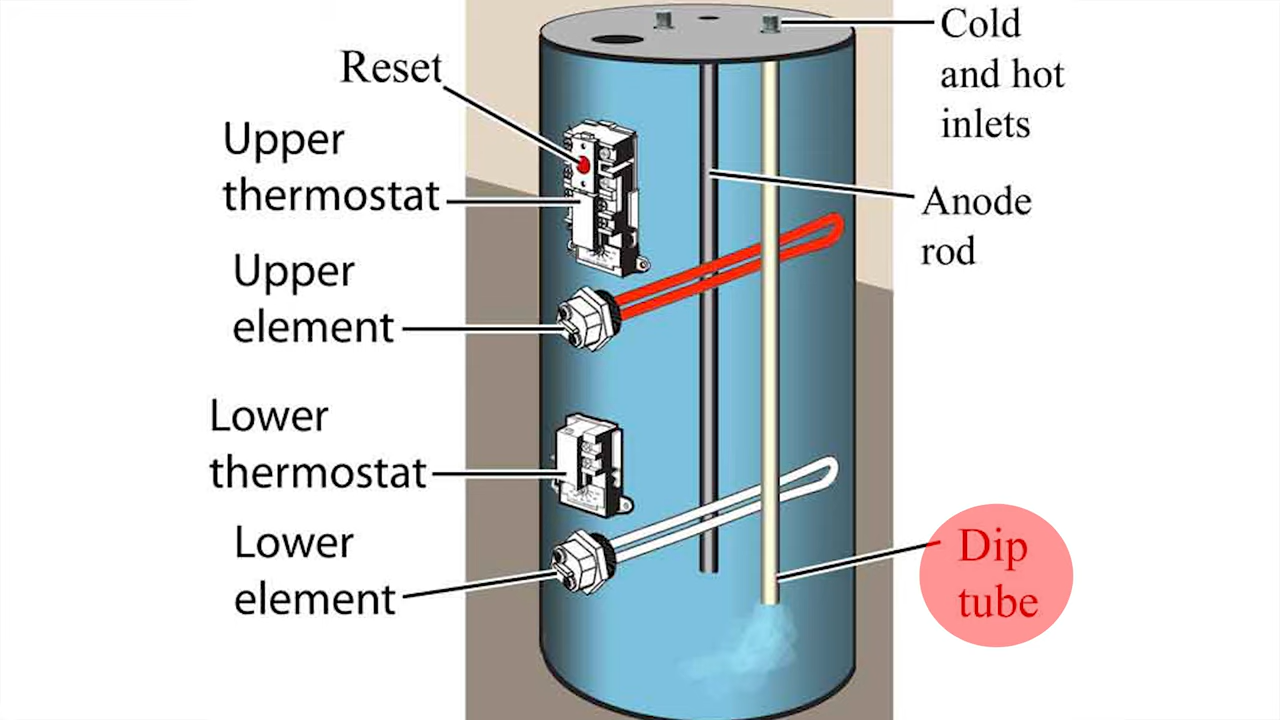 Reset
Upper
thermostat
Upper
element
Lower
thermostat
Lower
element
Cold
and hot
inlets
Anode
rod
Dip
tube